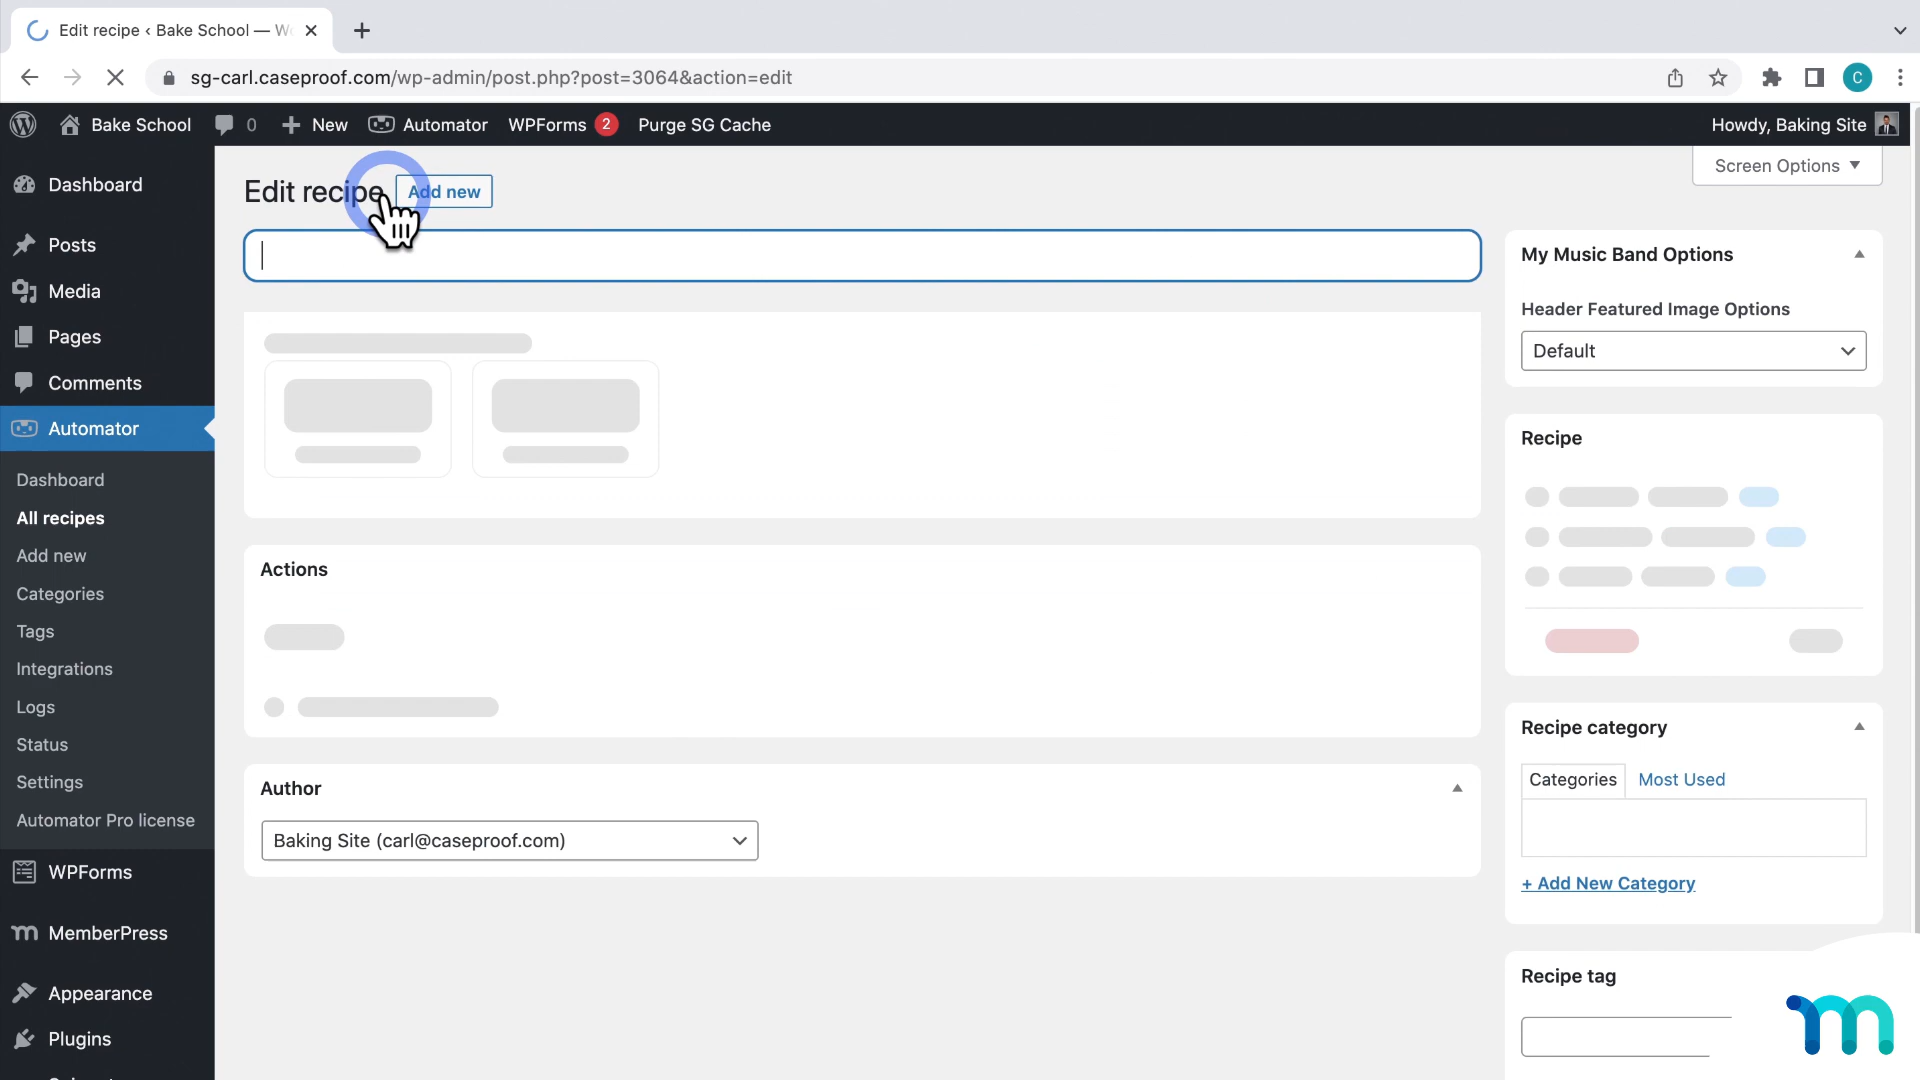 Edit recipe ‹ Bake School — W
sg-carl.caseproof.com/wp-admin/post.php?post=3064&action=edit
C
Bake School
0
New
Automator
WPForms 2
Purge SG Cache
Howdy, Baking Site
Screen Options
Dashboard
Posts
Media
Pages
Comments
Automator
Dashboard
All recipes
Add new
Categories
Tags
Integrations
Logs
Status
Settings
Automator Pro license
WPForms
MemberPress
Appearance
Plugins
Edit recipe
Add new
Actions
Author
Baking Site (carl@caseproof.com)
My Music Band Options
Header Featured Image Options
Default
Recipe
Recipe category
Categories
Most Used
+ Add New Category
Recipe tag